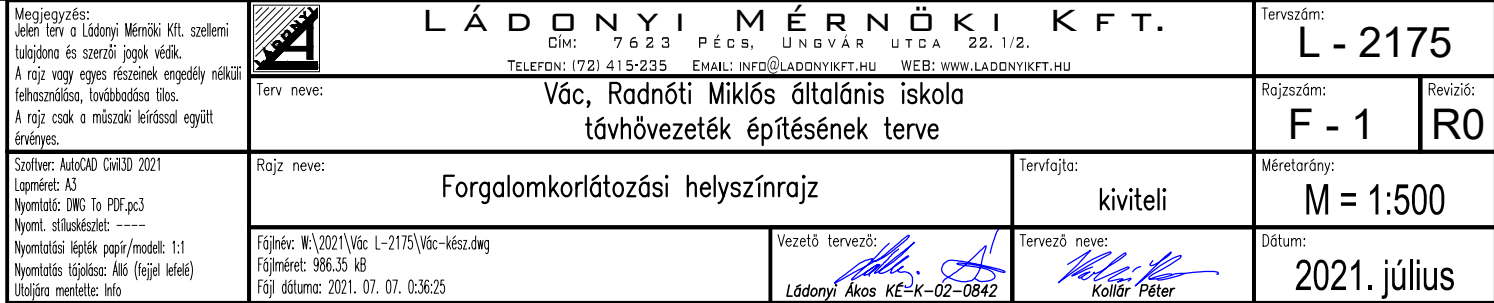 Megjegyzés:
Jelen terv a Ládonyi Mérnöki Kft. szellemi
tulajdona és szerzői jogok védik.
A rajz vagy egyes részeinek engedély nélküli
felhasználása, továbbadása tilos.
A rajz csak a műszaki leírással együtt
érvényes.
LÁDONYI
LÁDONYI MÉRNÖKI KFT.
CÍM: 7623 PÉCS, UNGVÁR UTCA 22. 1/2.
TELEFON: (72) 415-235 EMAIL: INFO@LADONYIKFT.HU WEB: WWW.LADONYIKFT.HU
Tervszám:
L - 2175
Terv neve:
Vác, Radnóti Miklós általánis iskola
távhővezeték építésének terve
Rajzszám:
F - 1
Revizió:
R0
Szoftver: AutoCAD Civil3D 2021
Lapméret: A3
Nyomtató: DWG To PDF.pc3
Nyomt. stíluskészlet: ----
Nyomtatási lépték papír/modell: 1:1
Nyomtatás tájolása: Álló (fejjel lefelé)
Utoljára mentette: Info
Rajz neve:
Forgalomkorlátozási helyszínrajz
Tervfajta:
kiviteli
Méretarány:
M = 1:500
Fájlnév: W:\2021\Vác L-2175\Vác-kész.dwg
Fájlméret: 986.35 kB
Fájl dátuma: 2021. 07. 07. 0:36:25
Vezető tervező:
Ládonyi Ákos KÉ-K-02-0842
Tervező neve:
Kollár Péter
Dátum:
2021. július